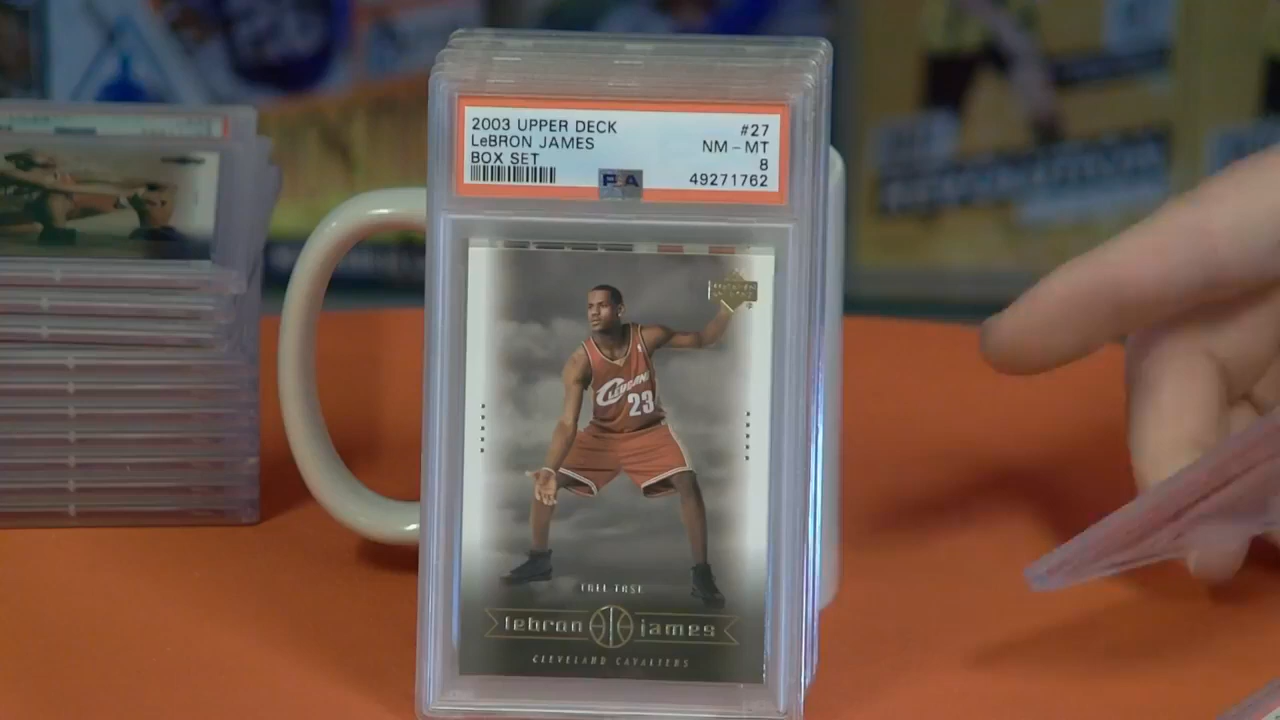 2003 UPPER DECK #27
LeBRON JAMES NM - MT
BOX SET 8
49271762
PSA
CLEVELAND
23
lebron james
CLEVELAND CAVALIERS